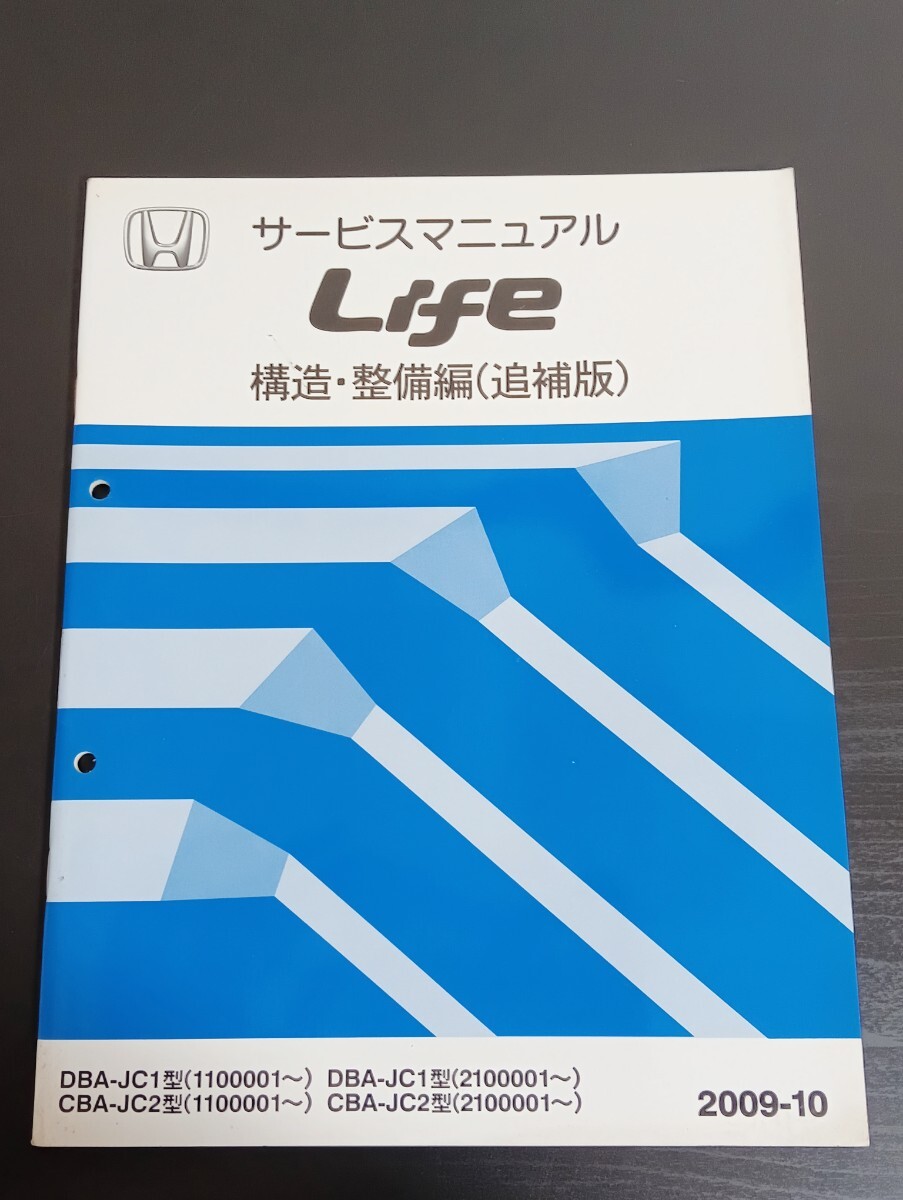 サービスマニュアル
Life
構造・整備編(追補版)
DBA-JC1型(1100001～) DBA-JC1型(2100001～)
CBA-JC2型(1100001～) CBA-JC2型(2100001～)
2009-10